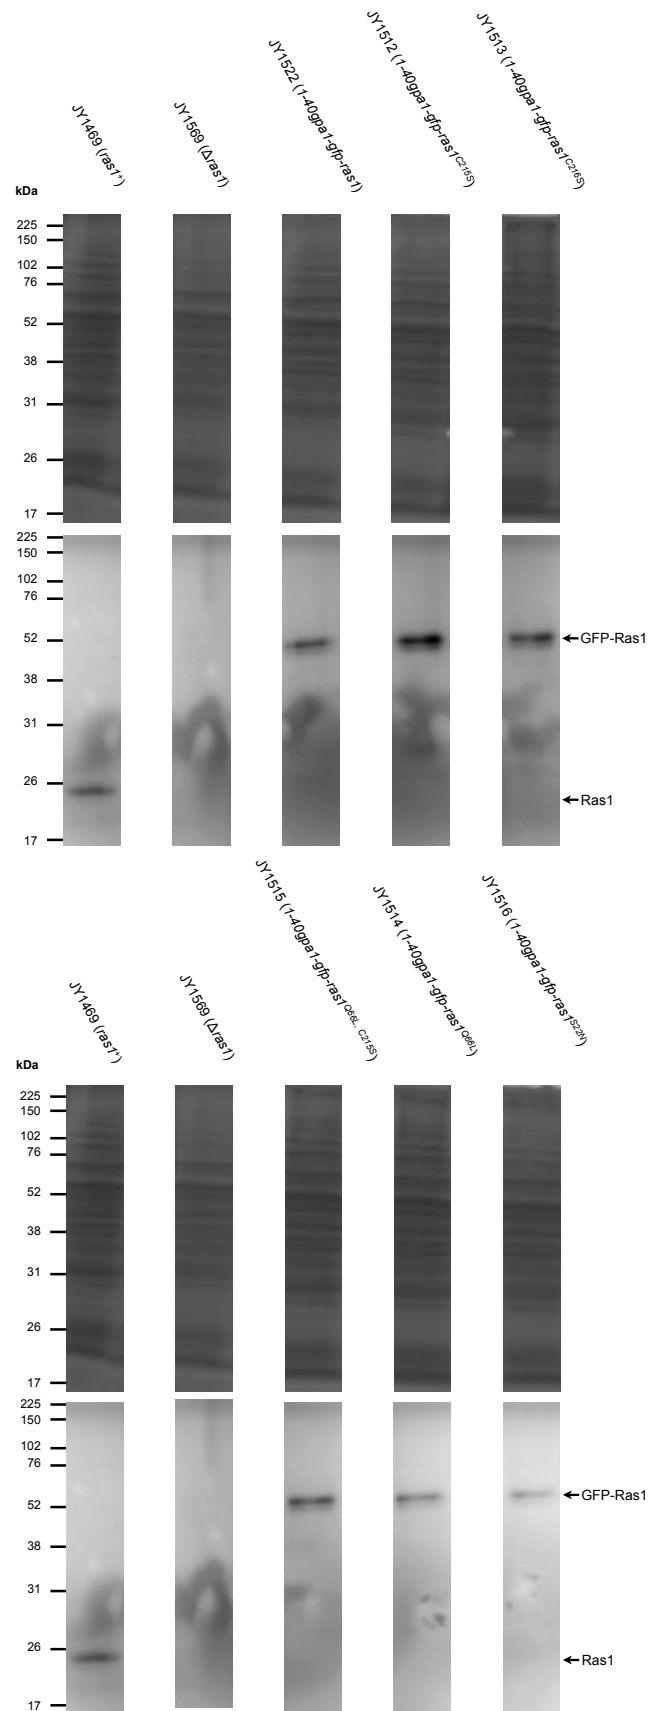 JY1469 (ras1⁺)
JY1569 (Δras1)
JY1522 (1-40gpa1-gfp-ras1)
JY1512 (1-40gpa1-gfp-ras1C215S)
JY1513 (1-40gpa1-gfp-ras1C216S)
kDa
225
150
102
76
52
38
31
26
17
225
150
102
76
52
38
31
26
17
GFP-Ras1
Ras1
JY1469 (ras1⁺)
JY1569 (Δras1)
JY1515 (1-40gpa1-gfp-ras1Q66L, C215S)
JY1514 (1-40gpa1-gfp-ras1Q66L)
JY1516 (1-40gpa1-gfp-ras1S22N)
kDa
225
150
102
76
52
38
31
26
17
225
150
102
76
52
38
31
26
17
GFP-Ras1
Ras1